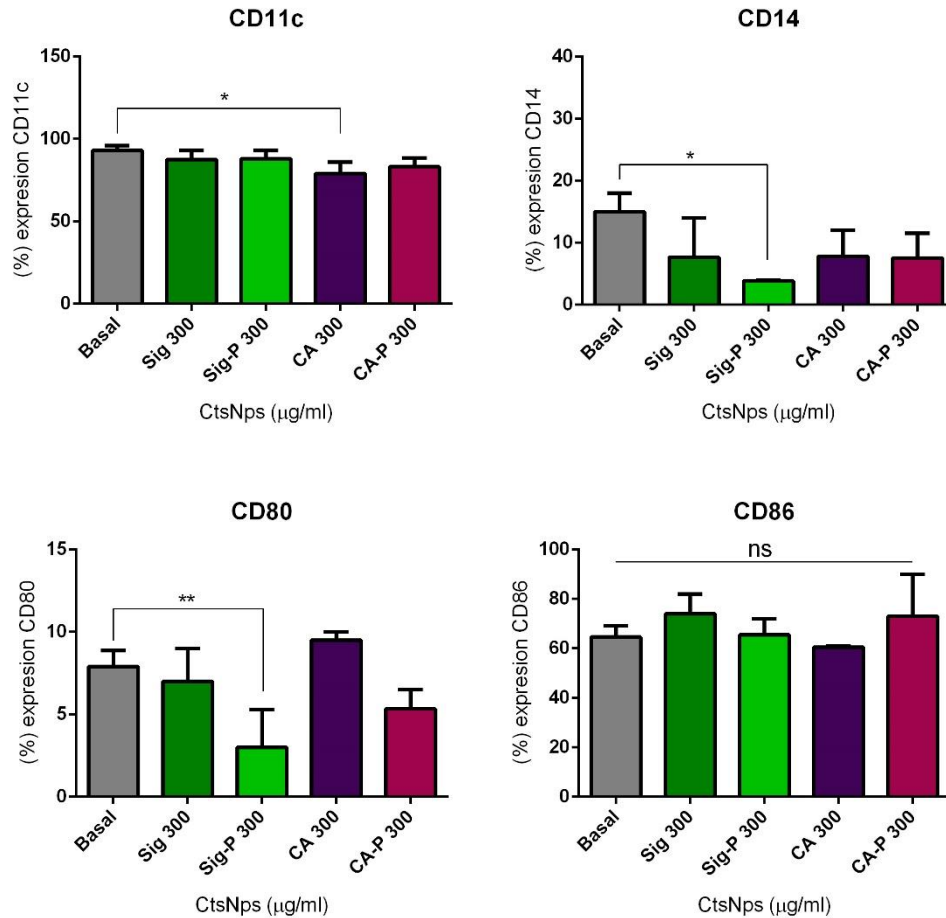 CD11c
(%) expresion CD11c
150
100
50
0
*
Basal
Sig 300
Sig-P 300
CA 300
CA-P 300
CtsNps (μg/ml)
CD14
(%) expresion CD14
40
30
20
10
0
*
Basal
Sig 300
Sig-P 300
CA 300
CA-P 300
CtsNps (μg/ml)
CD80
(%) expresion CD80
15
10
5
0
**
Basal
Sig 300
Sig-P 300
CA 300
CA-P 300
CtsNps (μg/ml)
CD86
(%) expresion CD86
100
80
60
40
20
0
ns
Basal
Sig 300
Sig-P 300
CA 300
CA-P 300
CtsNps (μg/ml)